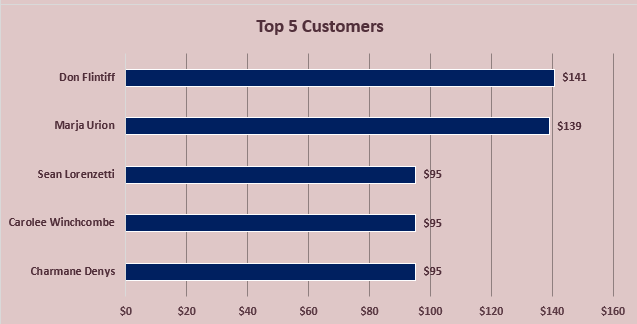 Top 5 Customers
Don Flintiff $141
Marja Urion $139
Sean Lorenzetti $95
Carolee Winchcombe $95
Charmane Denys $95
$0 $20 $40 $60 $80 $100 $120 $140 $160